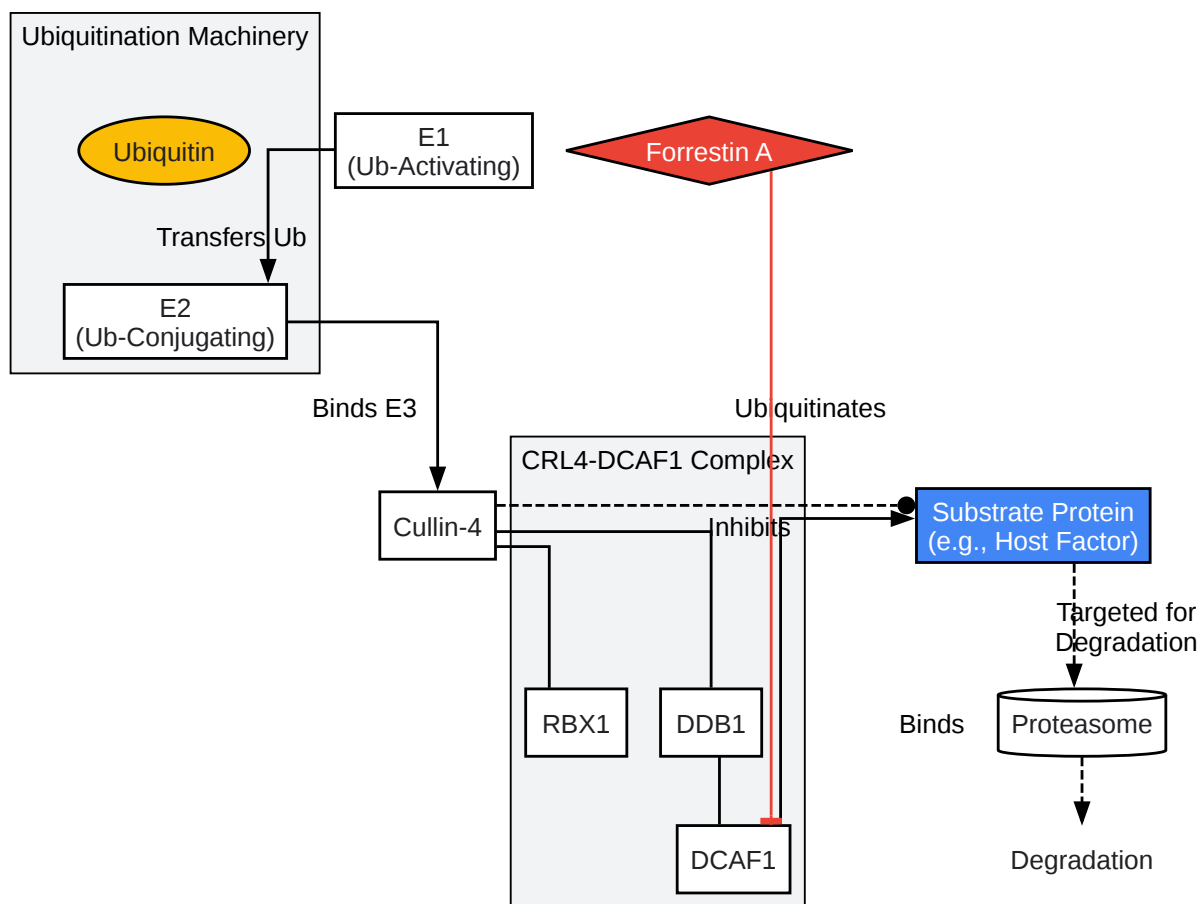 Ubiquitination Machinery
Ubiquitin
E1
(Ub-Activating)
Forrestin A
Transfers Ub
E2
(Ub-Conjugating)
Binds E3
Ubiquitinates
CRL4-DCAF1 Complex
Cullin-4
Inhibits
Substrate Protein
(e.g., Host Factor)
Targeted for
Degradation
RBX1
DDB1
Binds
Proteasome
DCAF1
Degradation